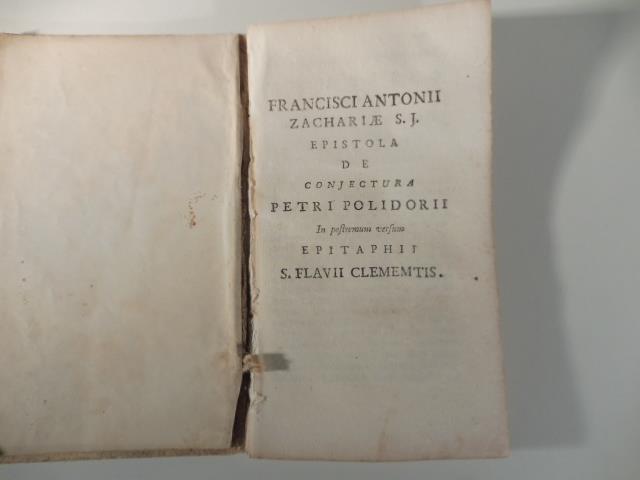 FRANCISCI ANTONII
ZACHARIÆ S. J.
EPISTOLA
DE
CONJECTURA
PETRI POLIDORII
In postremum versum
EPITAPHII
S. FLAVII CLEMEMTIS.